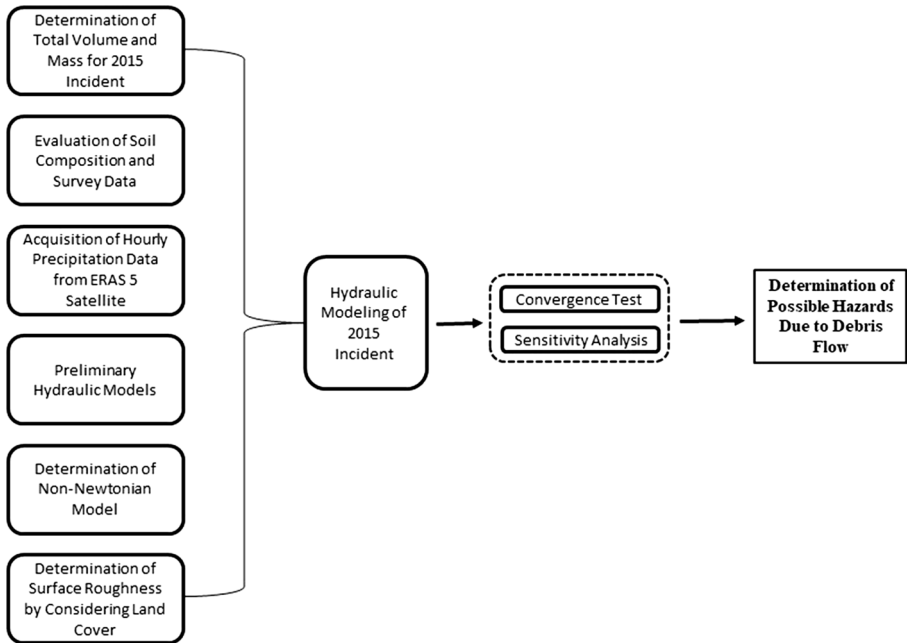 Determination of
Total Volume and
Mass for 2015
Incident
Evaluation of Soil
Composition and
Survey Data
Acquisition of Hourly
Precipitation Data
from ERAS 5
Satellite
Preliminary
Hydraulic Models
Determination of
Non-Newtonian
Model
Determination of
Surface Roughness
by Considering Land
Cover
Hydraulic
Modeling of
2015
Incident
Convergence Test
Sensitivity Analysis
Determination of
Possible Hazards
Due to Debris
Flow